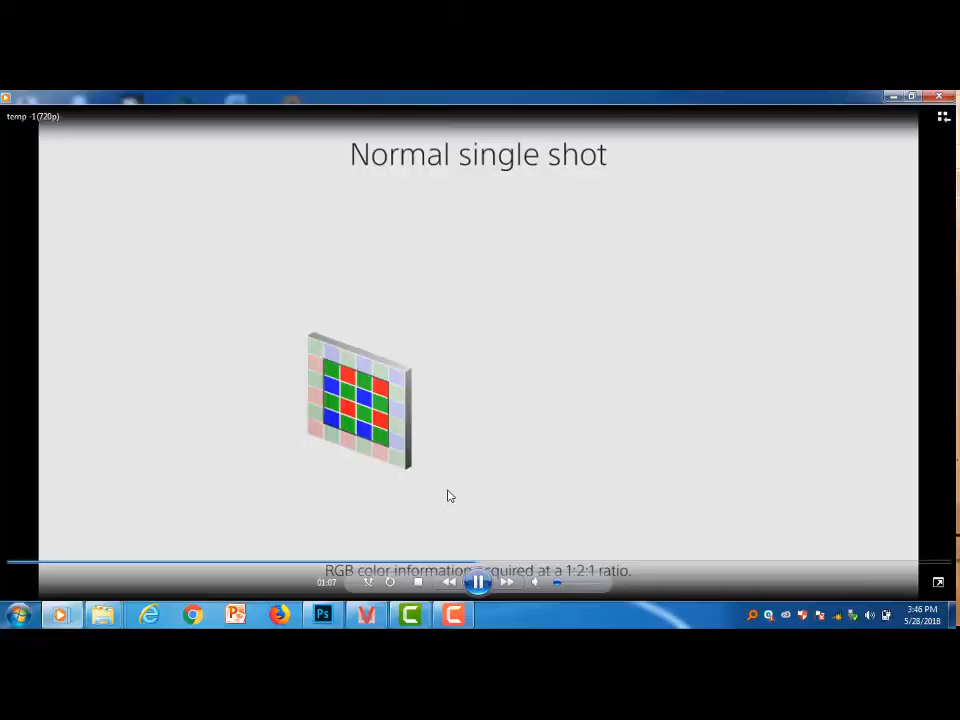 temp -1(720p)
Normal single shot
RGB color information acquired at a 1:2:1 ratio.
01:07
Ps
3:46 PM
5/28/2018